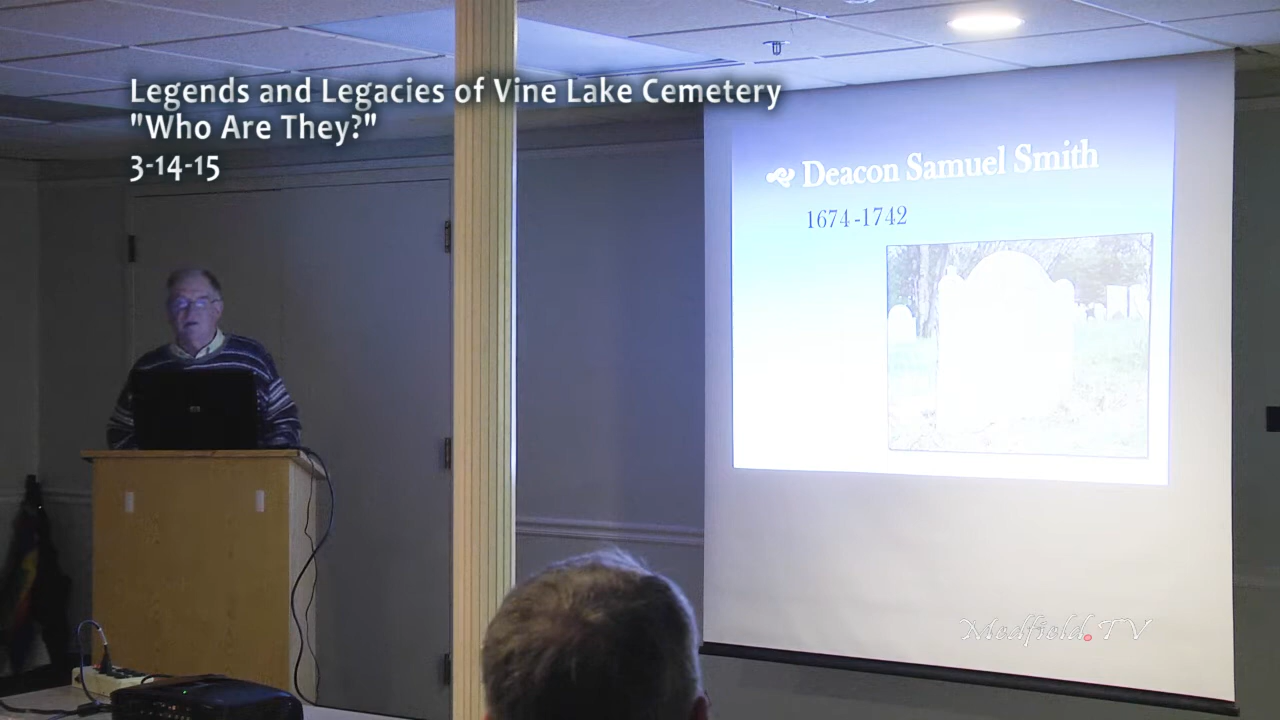 Legends and Legacies of Vine Lake Cemetery
"Who Are They?"
3-14-15
Deacon Samuel Smith
1674-1742
Medfield.TV